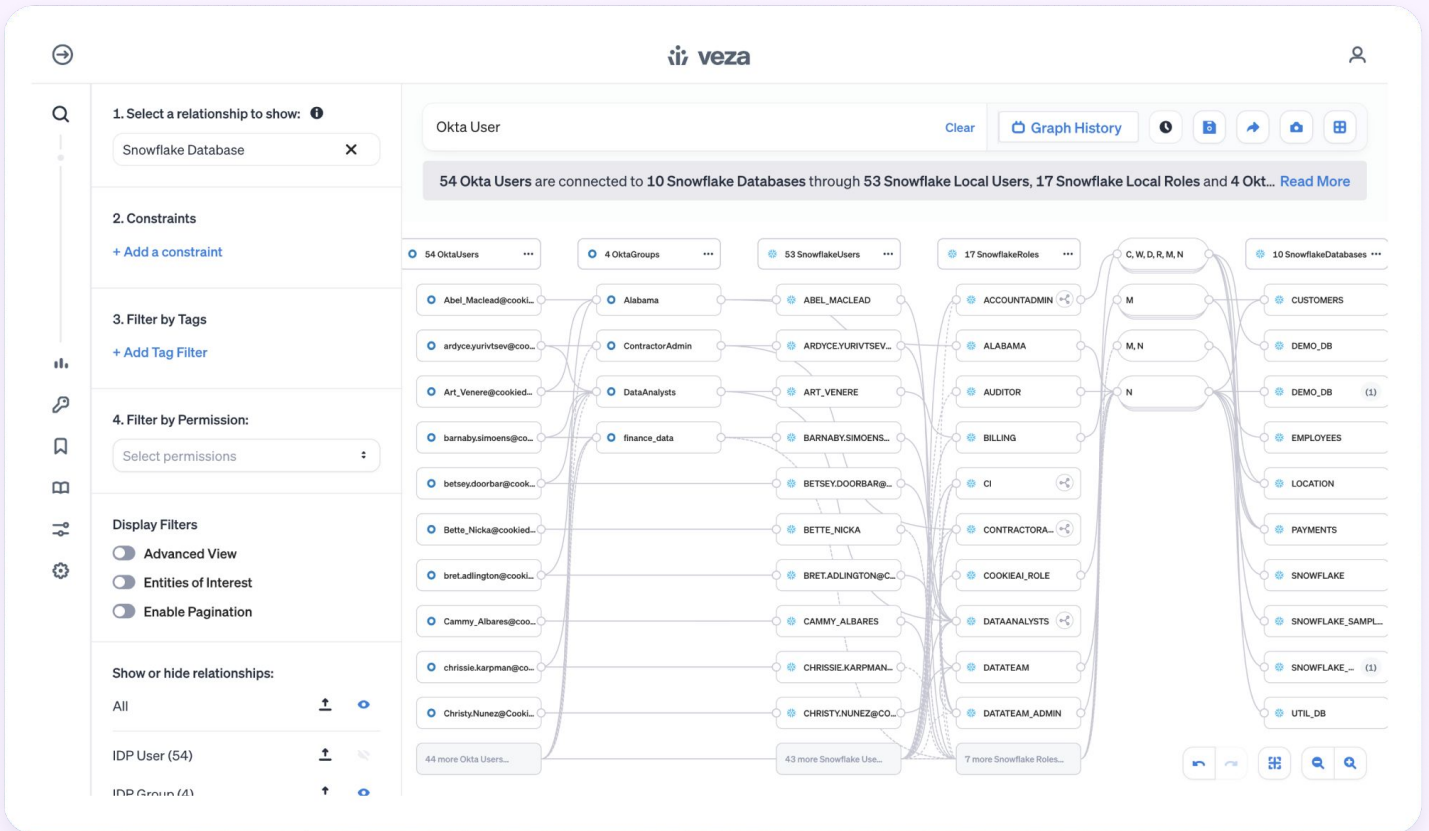 veza
1. Select a relationship to show:
Snowflake Database
2. Constraints
+ Add a constraint
3. Filter by Tags
+ Add Tag Filter
4. Filter by Permission:
Select permissions
Display Filters
Advanced View
Entities of Interest
Enable Pagination
Show or hide relationships:
All
IDP User (54)
IDP Group (4)
Okta User
Clear
Graph History
54 Okta Users are connected to 10 Snowflake Databases through 53 Snowflake Local Users, 17 Snowflake Local Roles and 4 Okt... Read More
54 OktaUsers ...
Abel_Maclead@cooki...
ardyce.yurivtsev@coo...
Art_Venere@cookied...
barnaby.simoens@co...
betsey.doorbar@cook...
Bette_Nicka@cookied...
bret.adlington@cooki...
Cammy_Albares@coo...
chrissie.karpman@co...
Christy.Nunez@Cooki...
44 more Okta Users...
4 OktaGroups ...
Alabama
ContractorAdmin
DataAnalysts
finance_data
53 SnowflakeUsers ...
ABEL_MACLEAD
ARDYCE.YURIVTSEV...
ART_VENERE
BARNABY.SIMOENS...
BETSEY.DOORBAR@...
BETTE_NICKA
BRET.ADLINGTON@C...
CAMMY_ALBARES
CHRISSIE.KARPMAN...
CHRISTY.NUNEZ@CO...
43 more Snowflake Use...
17 SnowflakeRoles ...
ACCOUNTADMIN
ALABAMA
AUDITOR
BILLING
CI
CONTRACTORA...
COOKIEAI_ROLE
DATAANALYSTS
DATATEAM
DATATEAM_ADMIN
7 more Snowflake Roles...
C, W, D, R, M, N
M
M, N
N
10 SnowflakeDatabases ...
CUSTOMERS
DEMO_DB
DEMO_DB (1)
EMPLOYEES
LOCATION
PAYMENTS
SNOWFLAKE
SNOWFLAKE_SAMPL...
SNOWFLAKE_... (1)
UTIL_DB